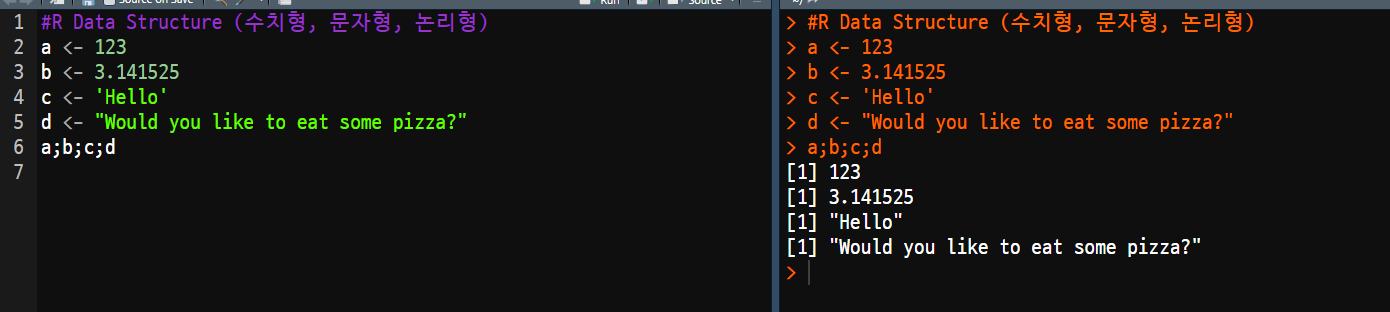 Source on Save
Run
Source
1 #R Data Structure (수치형, 문자형, 논리형)
2 a <- 123
3 b <- 3.141525
4 c <- 'Hello'
5 d <- "Would you like to eat some pizza?"
6 a;b;c;d
7
> #R Data Structure (수치형, 문자형, 논리형)
> a <- 123
> b <- 3.141525
> c <- 'Hello'
> d <- "Would you like to eat some pizza?"
> a;b;c;d
[1] 123
[1] 3.141525
[1] "Hello"
[1] "Would you like to eat some pizza?"
>